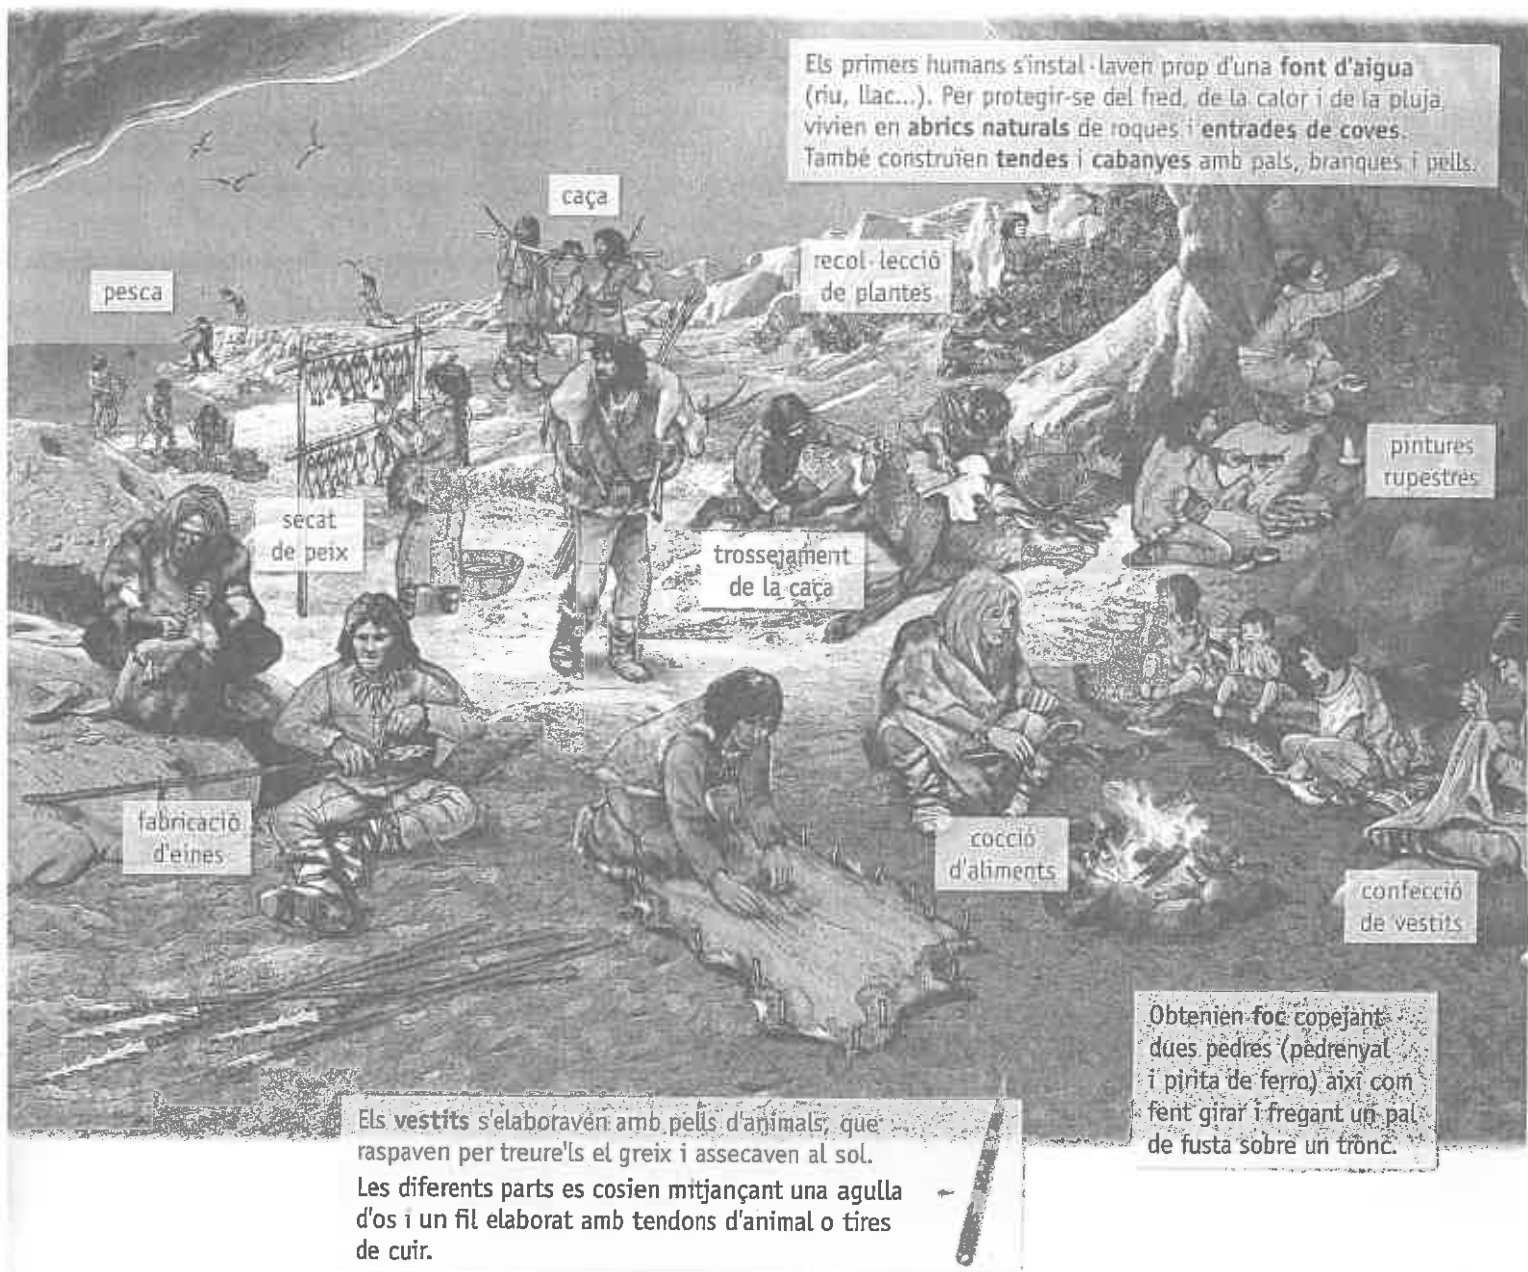 Els primers humans s'instal·laven prop d'una font d'aigua
(riu, llac...). Per protegir-se del fred, de la calor i de la pluja
vivien en abrics naturals de roques i entrades de coves.
També construïen tendes i cabanyes amb pals, branques i pells.
caça
recol·lecció
de plantes
pesca
pintures
rupestres
secat
de peix
trossejament
de la caça
fabricació
d'eines
cocció
d'aliments
confecció
de vestits
Obtenien foc copejant
dues pedres (pedrenyal
i pirita de ferro) així com
fent girar i fregant un pal
de fusta sobre un tronc.
Els vestits s'elaboraven amb pells d'animals, que
raspaven per treure'ls el greix i assecaven al sol.
Les diferents parts es cosien mitjançant una agulla
d'os i un fil elaborat amb tendons d'animal o tires
de cuir.